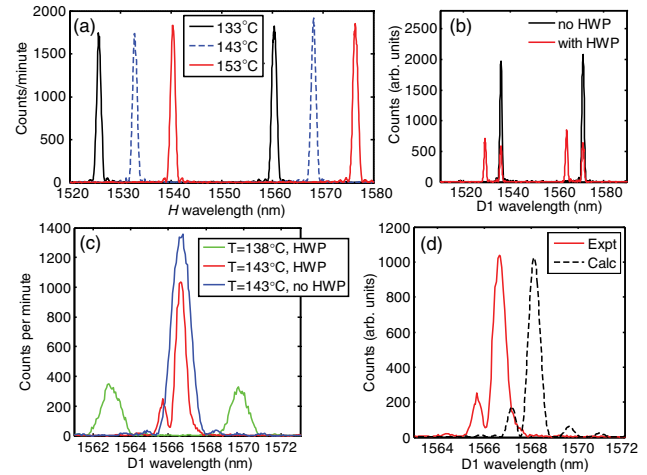 (a)
133°C
143°C
153°C
Counts/minute
2000
1500
1000
500
0
1520 1530 1540 1550 1560 1570 1580
H wavelength (nm)
(b)
no HWP
with HWP
Counts (arb. units)
2500
2000
1500
1000
500
0
1520 1540 1560 1580
D1 wavelength (nm)
(c)
T=138°C, HWP
T=143°C, HWP
T=143°C, no HWP
Counts per minute
1400
1200
1000
800
600
400
200
0
1562 1564 1566 1568 1570 1572
D1 wavelength (nm)
(d)
Expt
Calc
Counts (arb. units)
1000
800
600
400
200
0
1564 1566 1568 1570 1572
D1 wavelength (nm)